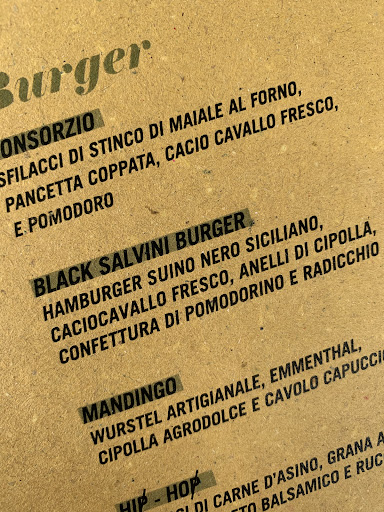 Burger
CONSORZIO
SFILACCI DI STINCO DI MAIALE AL FORNO,
PANCETTA COPPATA, CACIO CAVALLO FRESCO,
E POMODORO
BLACK SALVINI BURGER
HAMBURGER SUINO NERO SICILIANO,
CACIOCAVALLO FRESCO, ANELLI DI CIPOLLA,
CONFETTURA DI POMODORINO E RADICCHIO
MANDINGO
WURSTEL ARTIGIANALE, EMMENTHAL,
CIPOLLA AGRODOLCE E CAVOLO CAPUCCI
HIP - HOP
DI CARNE D'ASINO, GRANA A
BALSAMICO E RUC